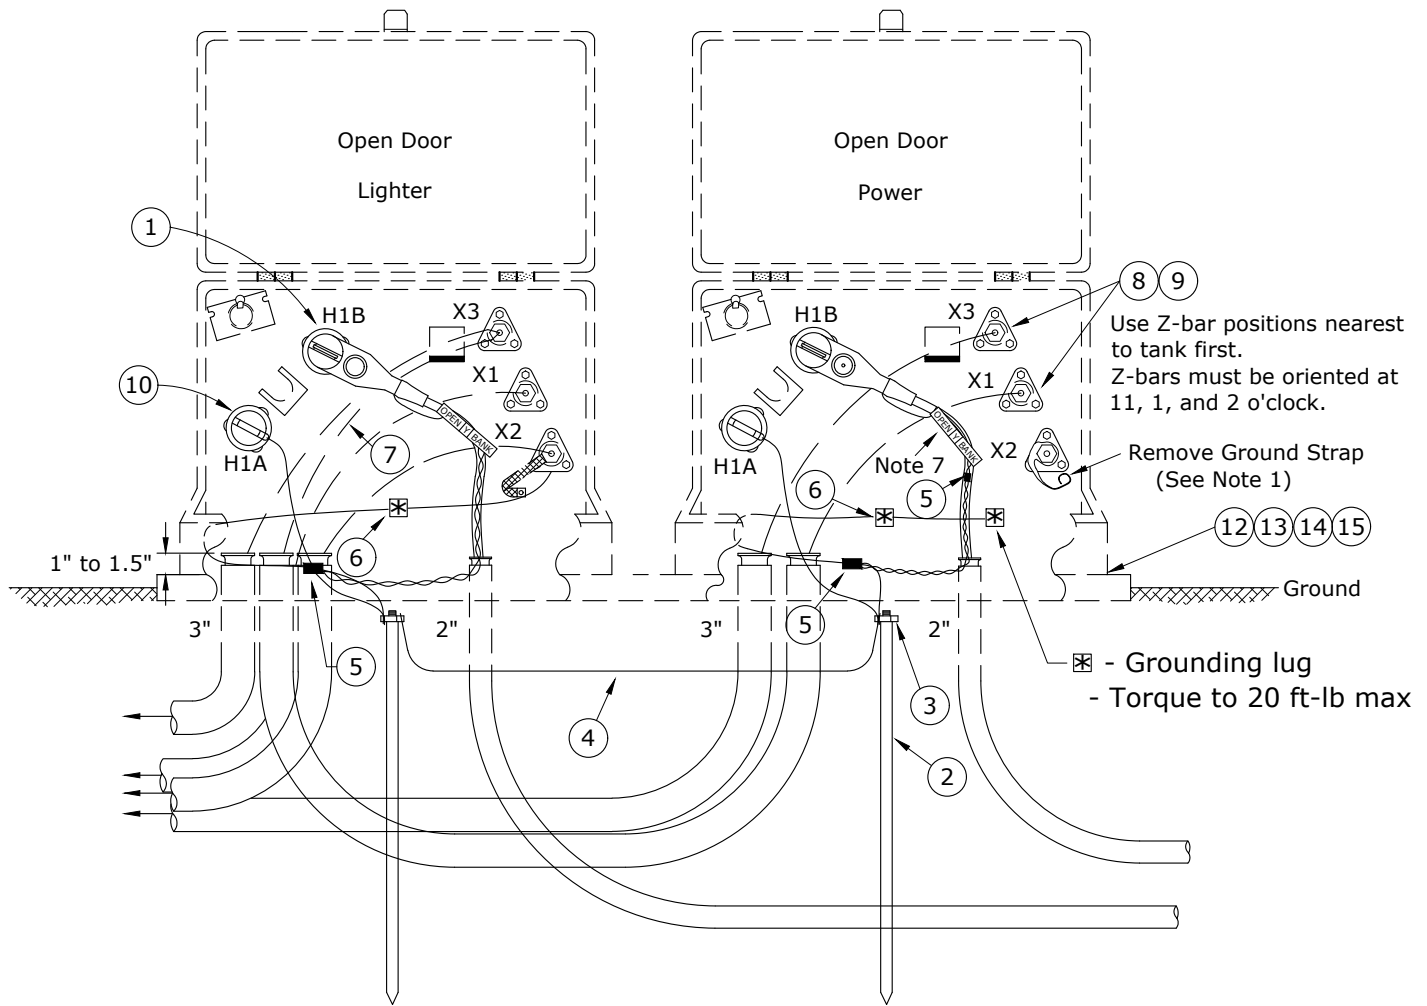 Open Door
Lighter
Open Door
Power
1
8 9
H1B
X3
H1B
X3
Use Z-bar positions nearest
to tank first.
Z-bars must be oriented at
11, 1, and 2 o'clock.
10
X1
X1
OPEN Y BANK
OPEN Y BANK
7
X2
X2
H1A
H1A
Note 7
Remove Ground Strap
(See Note 1)
6
5
6
12 13 14 15
1" to 1.5"
Ground
3"
2"
3"
5
2"
5
* - Grounding lug
- Torque to 20 ft-lb max
3
4
2